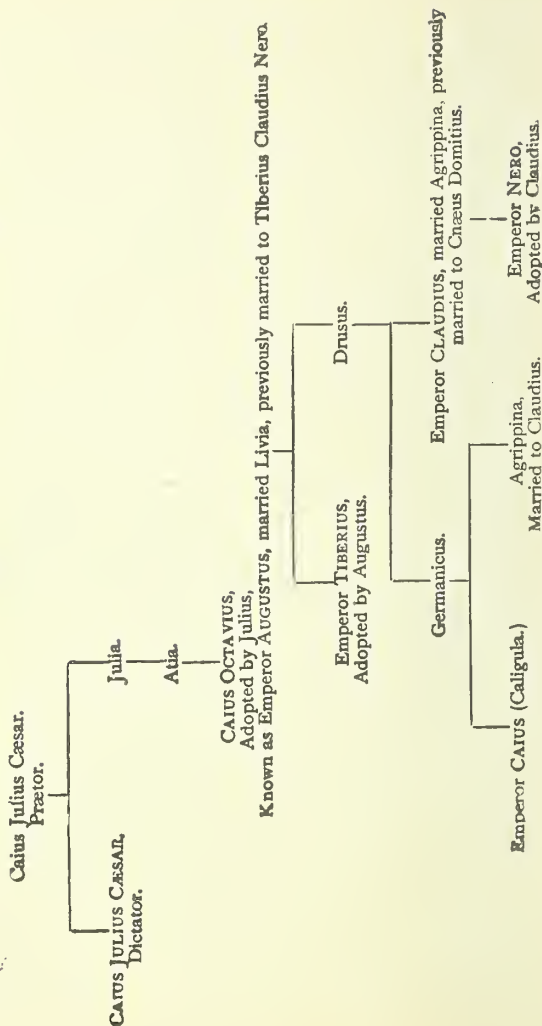 Caius Julius Cæsar.
Prætor.
CAIUS JULIUS CÆSAR,
Dictator.
Julia.
Atia.
CAIUS OCTAVIUS,
Adopted by Julius,
Known as Emperor AUGUSTUS, married Livia, previously married to Tiberius Claudius Nero.
Emperor TIBERIUS,
Adopted by Augustus.
Drusus.
Germanicus.
Emperor CLAUDIUS, married Agrippina, previously
married to Cnæus Domitius.
Emperor CAIUS (Caligula.)
Agrippina,
Married to Claudius.
Emperor NERO,
Adopted by Claudius.